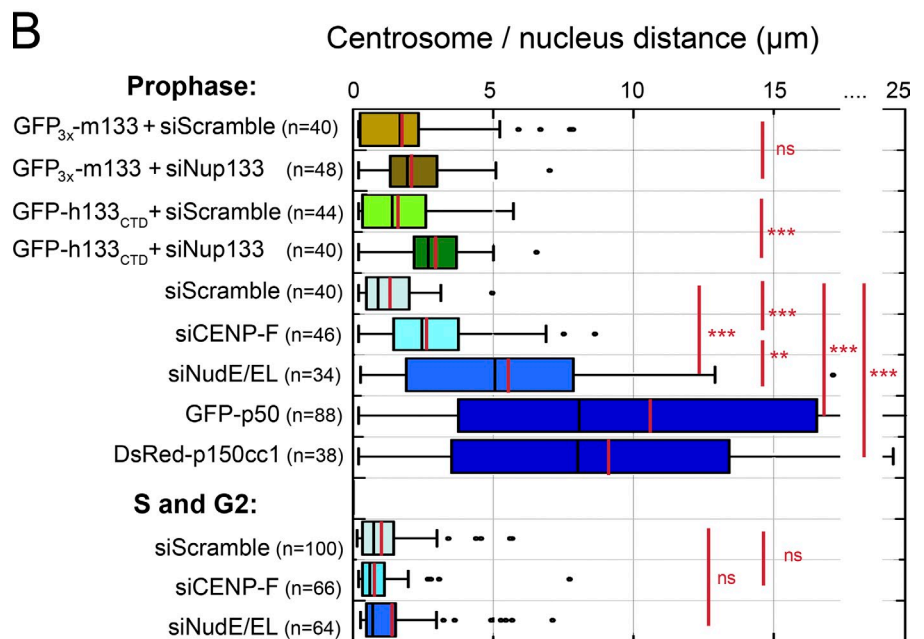 B
Centrosome / nucleus distance (µm)
Prophase:
0 5 10 15 .... 25
GFP3x-m133 + siScramble (n=40)
ns
GFP3x-m133 + siNup133 (n=48)
GFP-h133CTD + siScramble (n=44)
***
GFP-h133CTD + siNup133 (n=40)
siScramble (n=40)
***
siCENP-F (n=46)
*** ** *** ***
siNudE/EL (n=34)
GFP-p50 (n=88)
DsRed-p150cc1 (n=38)
S and G2:
siScramble (n=100)
ns
siCENP-F (n=66)
ns
siNudE/EL (n=64)